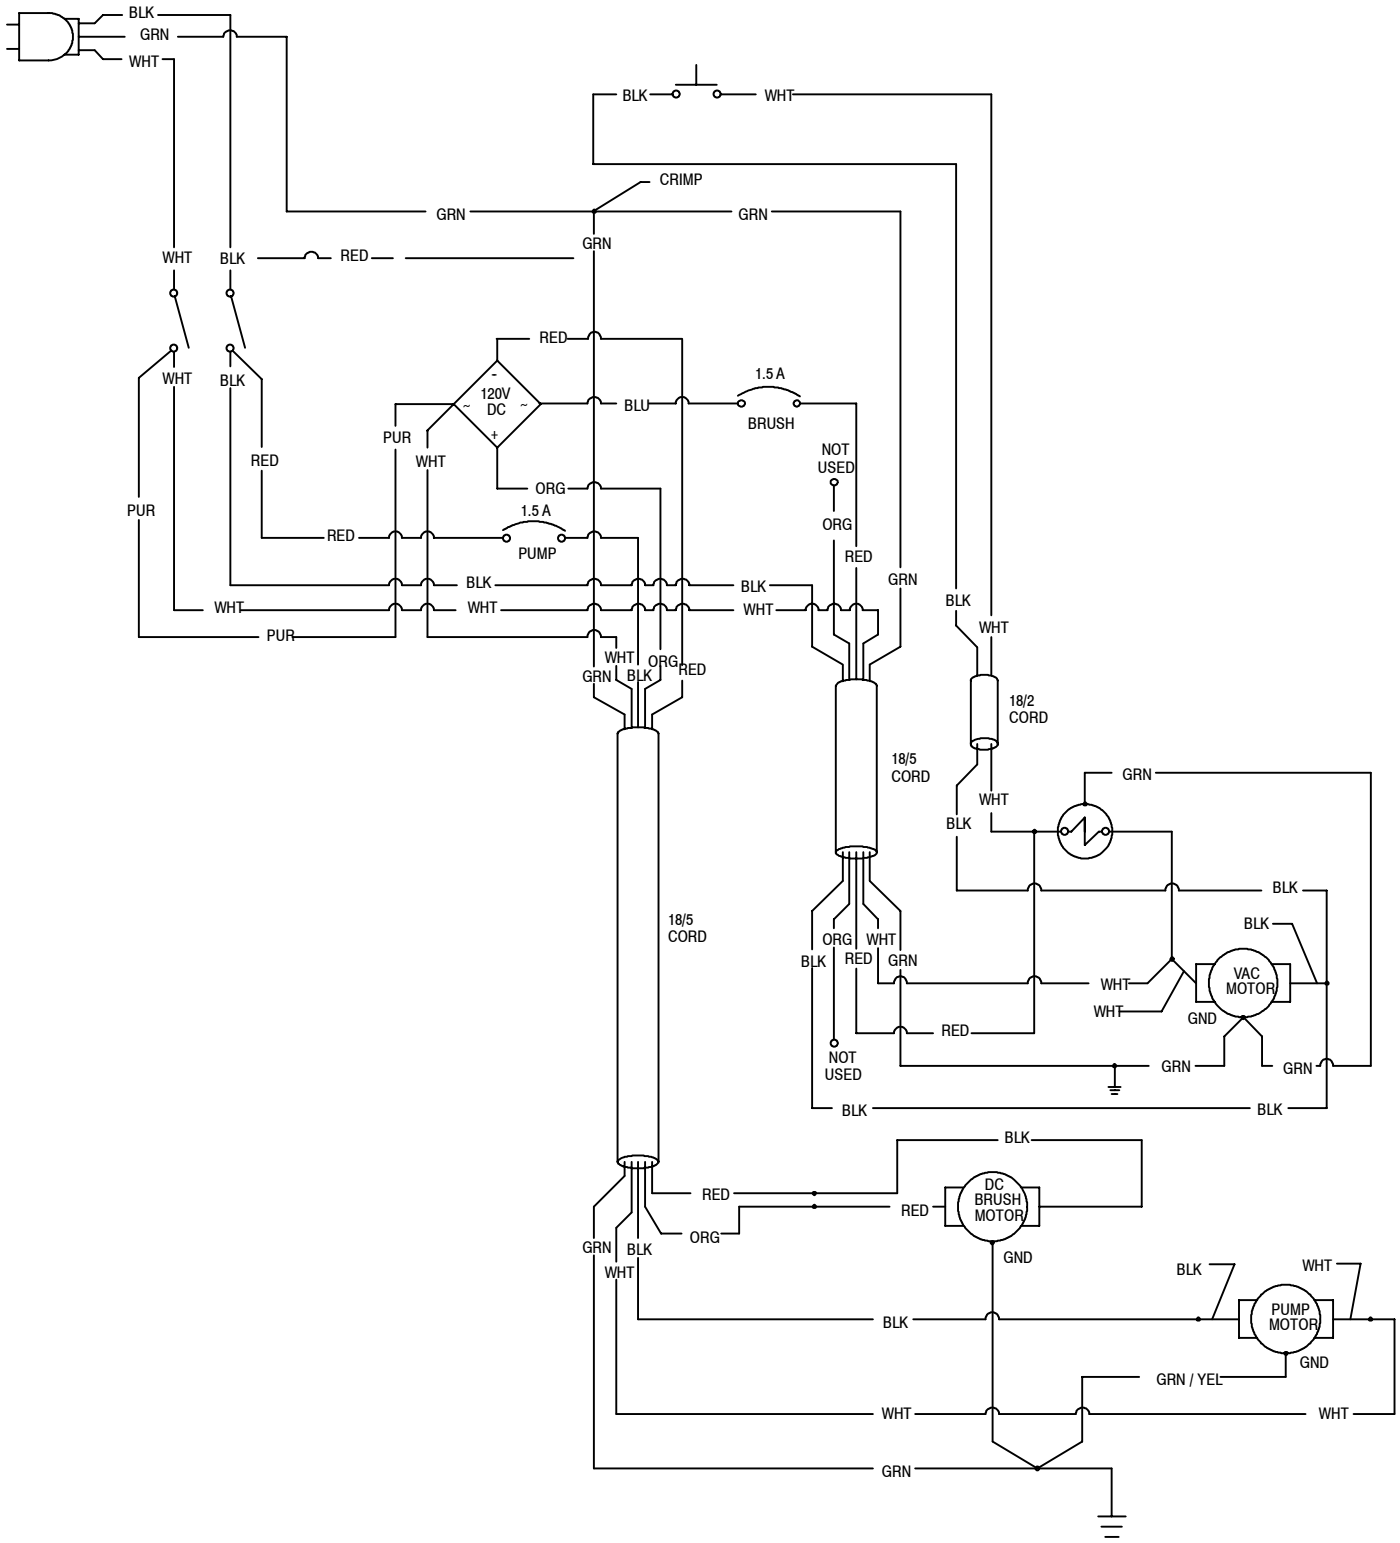 BLK
GRN
WHT
BLK
WHT
CRIMP
GRN
GRN
GRN
WHT
BLK
RED
RED
1.5 A
WHT
BLK
-
120V
DC
~
~
+
BLU
BRUSH
PUR
WHT
RED
NOT
USED
ORG
1.5 A
PUR
ORG
RED
PUMP
RED
GRN
BLK
BLK
BLK
WHT
WHT
WHT
PUR
WHT
WHT
ORG
RED
GRN
BLK
18/2
CORD
18/5
CORD
GRN
WHT
BLK
BLK
18/5
CORD
BLK
ORG
WHT
BLK
RED
GRN
VAC
MOTOR
WHT
WHT
GND
RED
NOT
USED
GRN
GRN
BLK
BLK
BLK
DC
BRUSH
MOTOR
RED
RED
ORG
GRN
BLK
GND
WHT
BLK
WHT
PUMP
MOTOR
BLK
GND
GRN / YEL
WHT
WHT
GRN